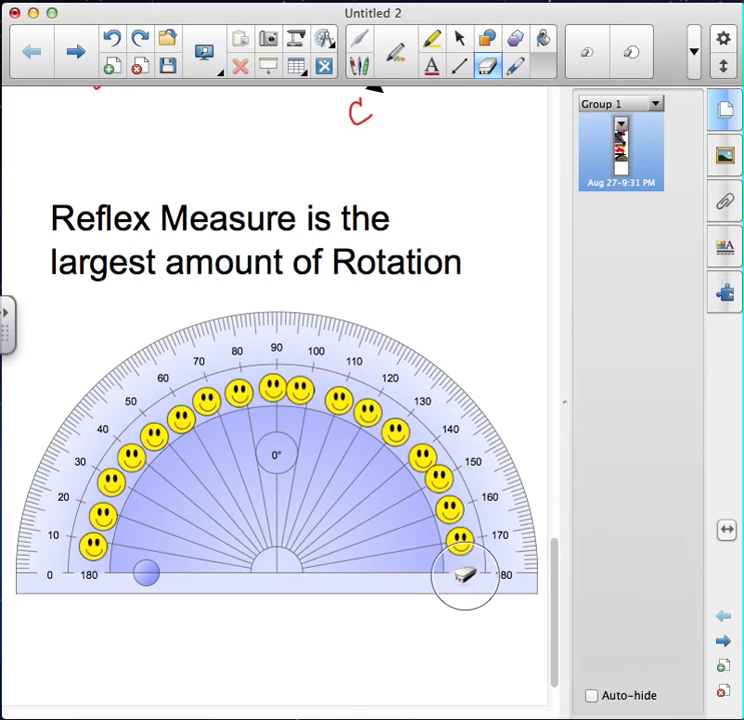 Untitled 2
Group 1
Aug 27-9:31 PM
A
C
Reflex Measure is the
largest amount of Rotation
0
10
20
30
40
50
60
70
80
90
100
110
120
130
140
150
160
170
80
180
0°
Auto-hide